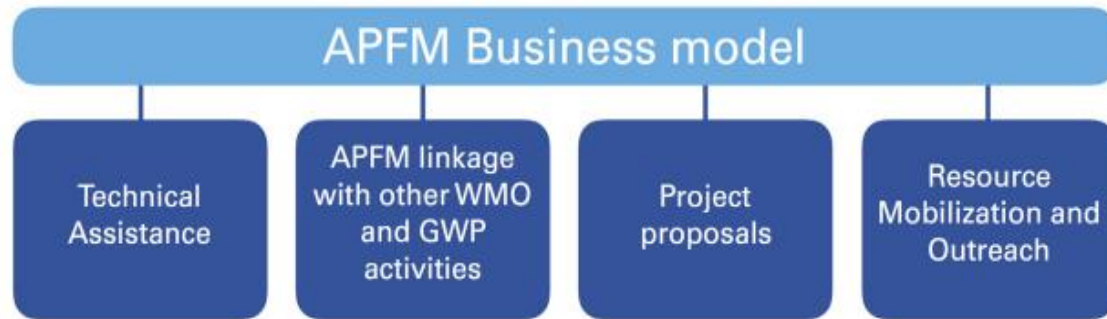 APFM Business model
Technical
Assistance
APFM linkage
with other WMO
and GWP
activities
Project
proposals
Resource
Mobilization and
Outreach